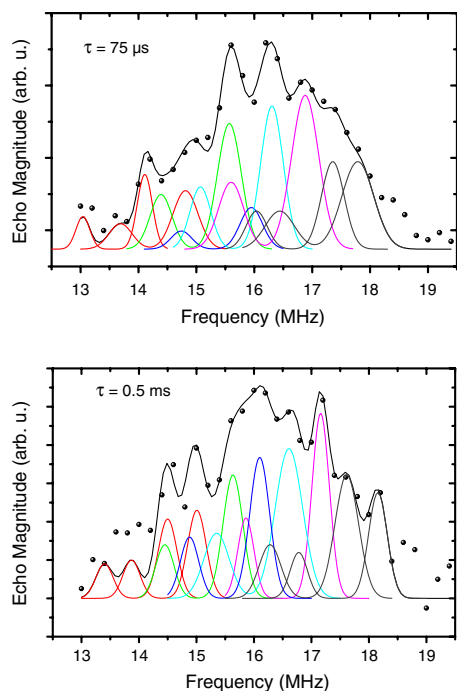 τ = 75 µs
Echo Magnitude (arb. u.)
13 14 15 16 17 18 19
Frequency (MHz)
τ = 0.5 ms
Echo Magnitude (arb. u.)
13 14 15 16 17 18 19
Frequency (MHz)